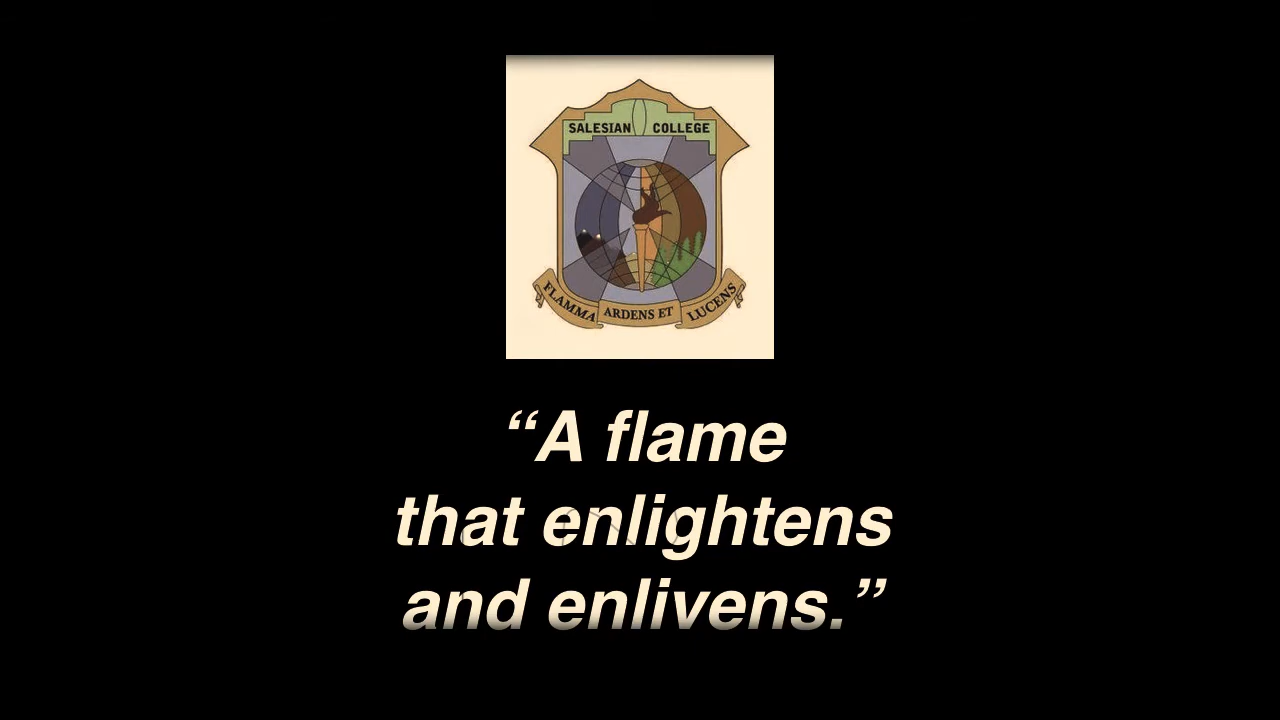 SALESIAN COLLEGE
FLAMMA ARDENS ET LUCENS
“A flame
that enlightens
and enlivens.”